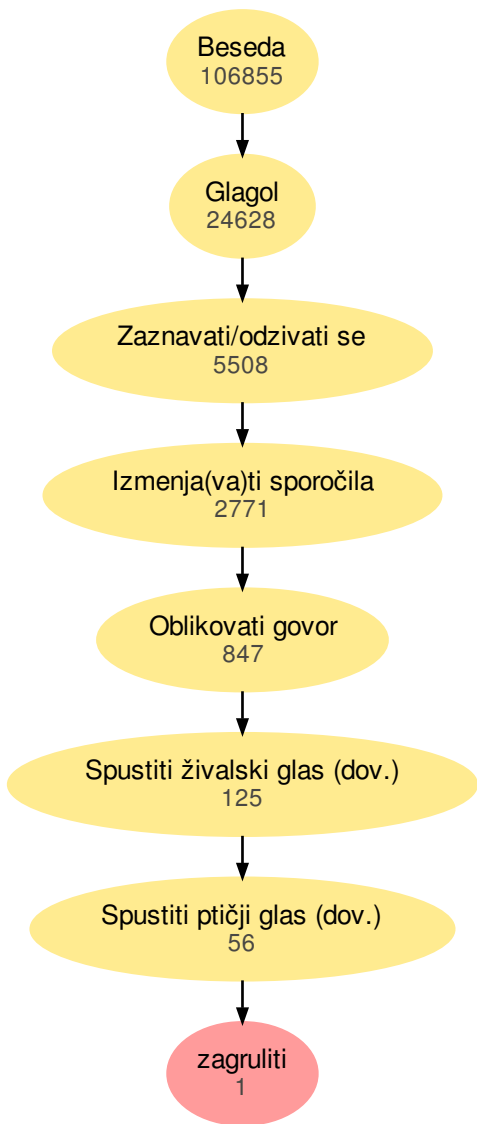 Beseda
106855
Glagol
24628
Zaznavati/odzivati se
5508
Izmenja(va)ti sporočila
2771
Oblikovati govor
847
Spustiti živalski glas (dov.)
125
Spustiti ptičji glas (dov.)
56
zagruliti
1